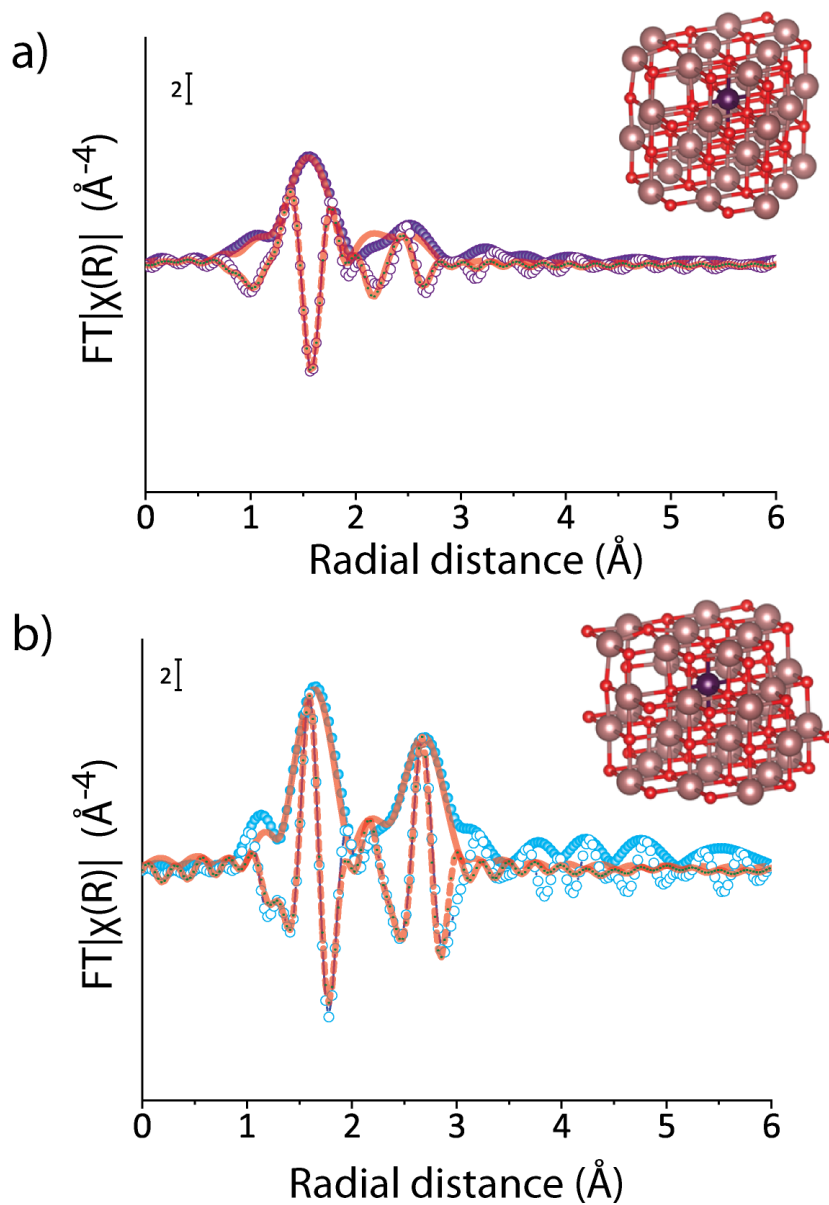 a)
2
FT|χ(R)| (Å⁻⁴)
0 1 2 3 4 5 6
Radial distance (Å)
b)
2
FT|χ(R)| (Å⁻⁴)
0 1 2 3 4 5 6
Radial distance (Å)